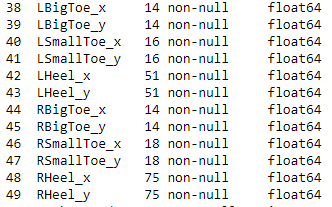 38 LBigToe_x 14 non-null float64
39 LBigToe_y 14 non-null float64
40 LSmallToe_x 16 non-null float64
41 LSmallToe_y 16 non-null float64
42 LHeel_x 51 non-null float64
43 LHeel_y 51 non-null float64
44 RBigToe_x 14 non-null float64
45 RBigToe_y 14 non-null float64
46 RSmallToe_x 18 non-null float64
47 RSmallToe_y 18 non-null float64
48 RHeel_x 75 non-null float64
49 RHeel_y 75 non-null float64